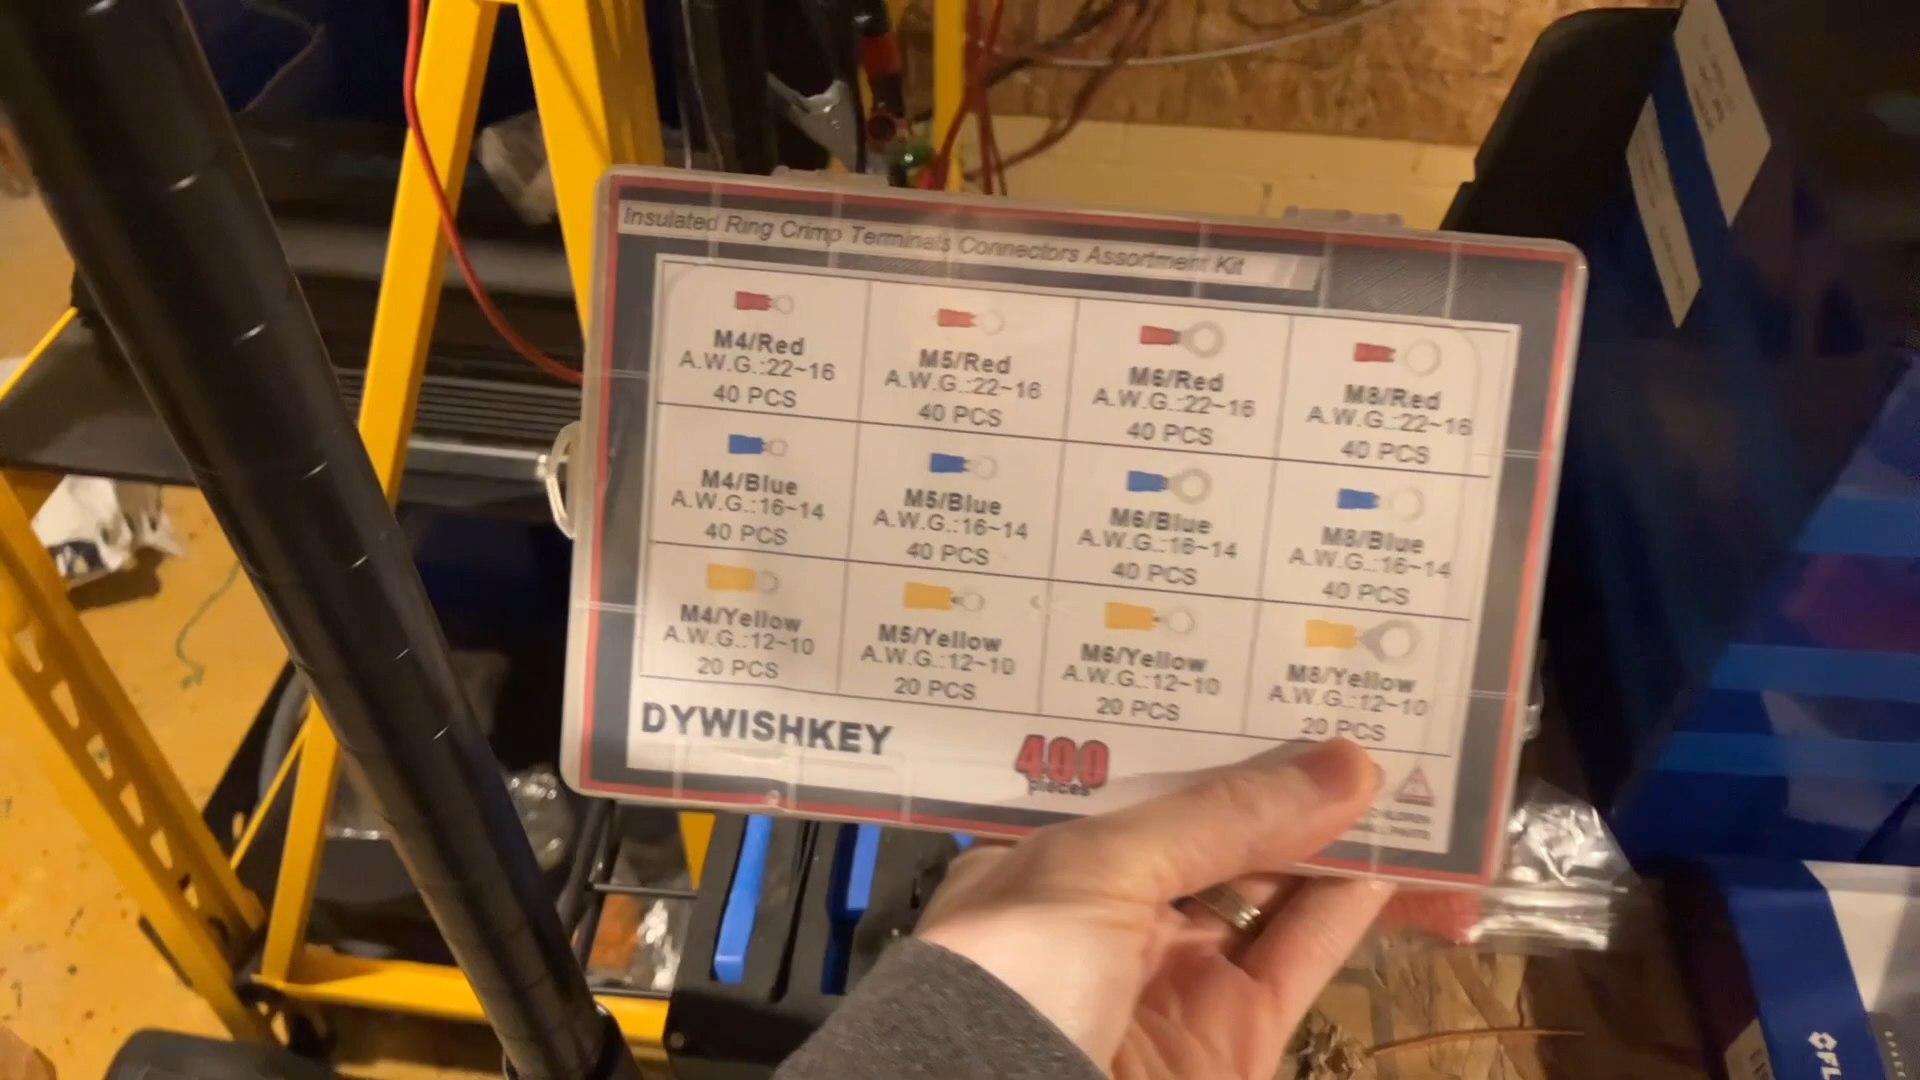 Insulated Ring Crimp Terminals Connectors Assortment Kit
M4/Red
A.W.G.:22~16
40 PCS
M5/Red
A.W.G.:22~16
40 PCS
M6/Red
A.W.G.:22~16
40 PCS
M8/Red
A.W.G.:22~16
40 PCS
M4/Blue
A.W.G.:16~14
40 PCS
M5/Blue
A.W.G.:16~14
40 PCS
M6/Blue
A.W.G.:16~14
40 PCS
M8/Blue
A.W.G.:16~14
40 PCS
M4/Yellow
A.W.G.:12~10
20 PCS
M5/Yellow
A.W.G.:12~10
20 PCS
M6/Yellow
A.W.G.:12~10
20 PCS
M8/Yellow
A.W.G.:12~10
20 PCS
DYWISHKEY
400
pieces
CHILDREN
PARTS
FL